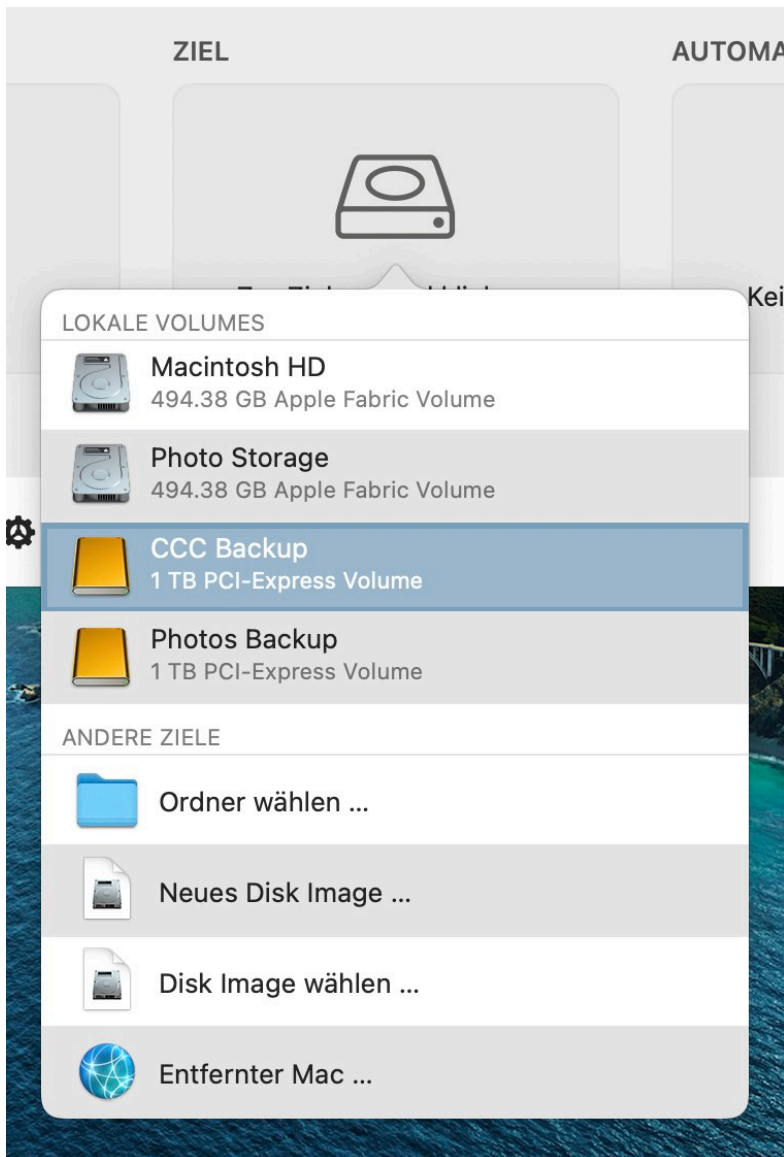 ZIEL
AUTOMA
Kei
LOKALE VOLUMES
Macintosh HD
494.38 GB Apple Fabric Volume
Photo Storage
494.38 GB Apple Fabric Volume
CCC Backup
1 TB PCI-Express Volume
Photos Backup
1 TB PCI-Express Volume
ANDERE ZIELE
Ordner wählen ...
Neues Disk Image ...
Disk Image wählen ...
Entfernter Mac ...